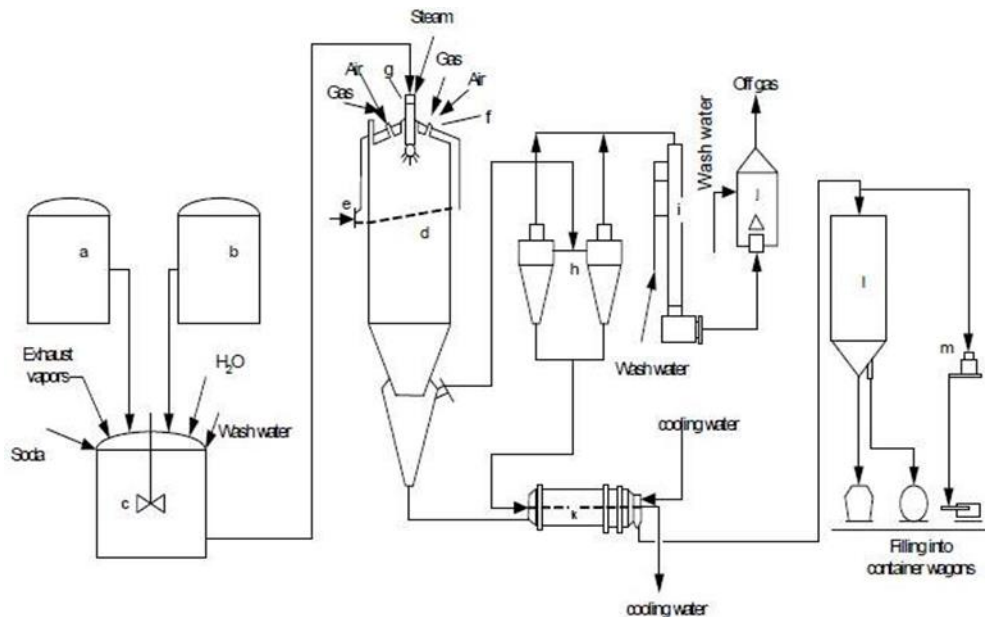 Steam
Gas
Air
g
Air
Gas
f
Off gas
Wash water
e
d
i
j
a
b
h
l
Exhaust
vapors
H2O
Wash water
m
Wash water
cooling water
Soda
c
k
Filling into
container wagons
cooling water